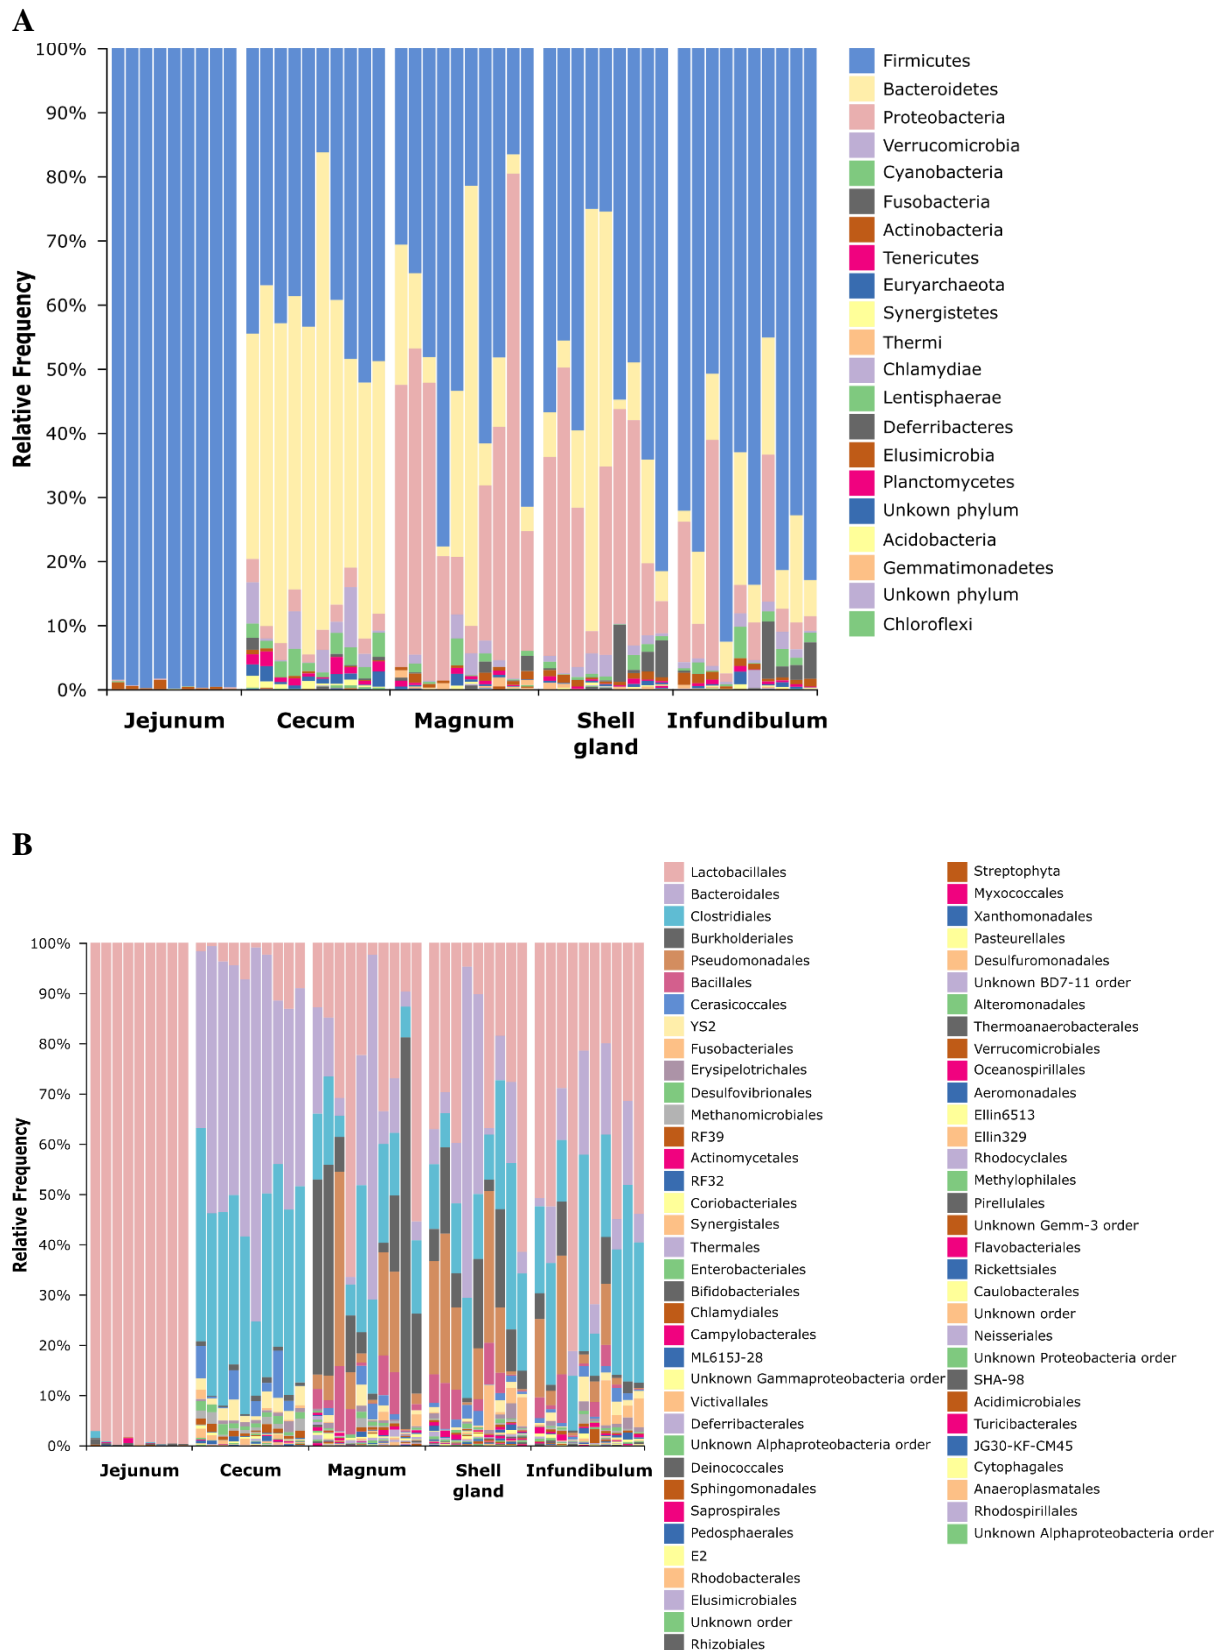 A
100%
90%
80%
70%
60%
50%
40%
30%
20%
10%
0%
Relative Frequency
Jejunum
Cecum
Magnum
Shell
gland
Infundibulum
Firmicutes
Bacteroidetes
Proteobacteria
Verrucomicrobia
Cyanobacteria
Fusobacteria
Actinobacteria
Tenericutes
Euryarchaeota
Synergistetes
Thermi
Chlamydiae
Lentisphaerae
Deferribacteres
Elusimicrobia
Planctomycetes
Unkown phylum
Acidobacteria
Gemmatimonadetes
Unkown phylum
Chloroflexi
B
100%
90%
80%
70%
60%
50%
40%
30%
20%
10%
0%
Relative Frequency
Jejunum
Cecum
Magnum
Shell
gland
Infundibulum
Lactobacillales
Bacteroidales
Clostridiales
Burkholderiales
Pseudomonadales
Bacillales
Cerasicoccales
YS2
Fusobacteriales
Erysipelotrichales
Desulfovibrionales
Methanomicrobiales
RF39
Actinomycetales
RF32
Coriobacteriales
Synergistales
Thermales
Enterobacteriales
Bifidobacteriales
Chlamydiales
Campylobacterales
ML615J-28
Unknown Gammaproteobacteria order
Victivallales
Deferribacterales
Unknown Alphaproteobacteria order
Deinococcales
Sphingomonadales
Saprospirales
Pedosphaerales
E2
Rhodobacterales
Elusimicrobiales
Unknown order
Rhizobiales
Streptophyta
Myxococcales
Xanthomonadales
Pasteurellales
Desulfuromonadales
Unknown BD7-11 order
Alteromonadales
Thermoanaerobacterales
Verrucomicrobiales
Oceanospirillales
Aeromonadales
Ellin6513
Ellin329
Rhodocyclales
Methylophilales
Pirellulales
Unknown Gemm-3 order
Flavobacteriales
Rickettsiales
Caulobacterales
Unknown order
Neisseriales
Unknown Proteobacteria order
SHA-98
Acidimicrobiales
Turicibacterales
JG30-KF-CM45
Cytophagales
Anaeroplasmatales
Rhodospirillales
Unknown Alphaproteobacteria order